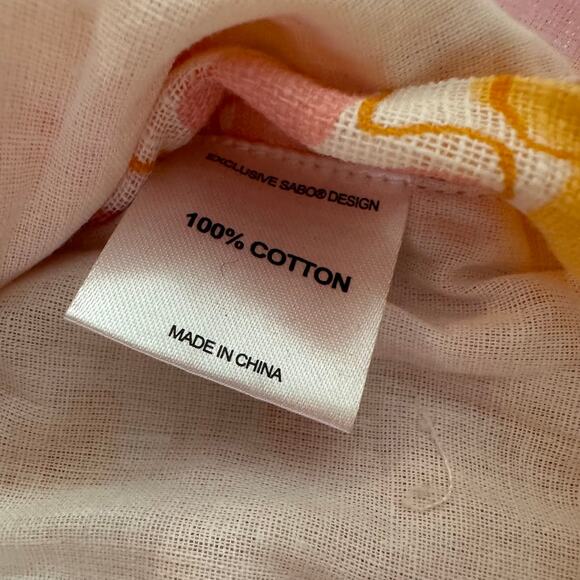 EXCLUSIVE SABO® DESIGN
100% COTTON
MADE IN CHINA